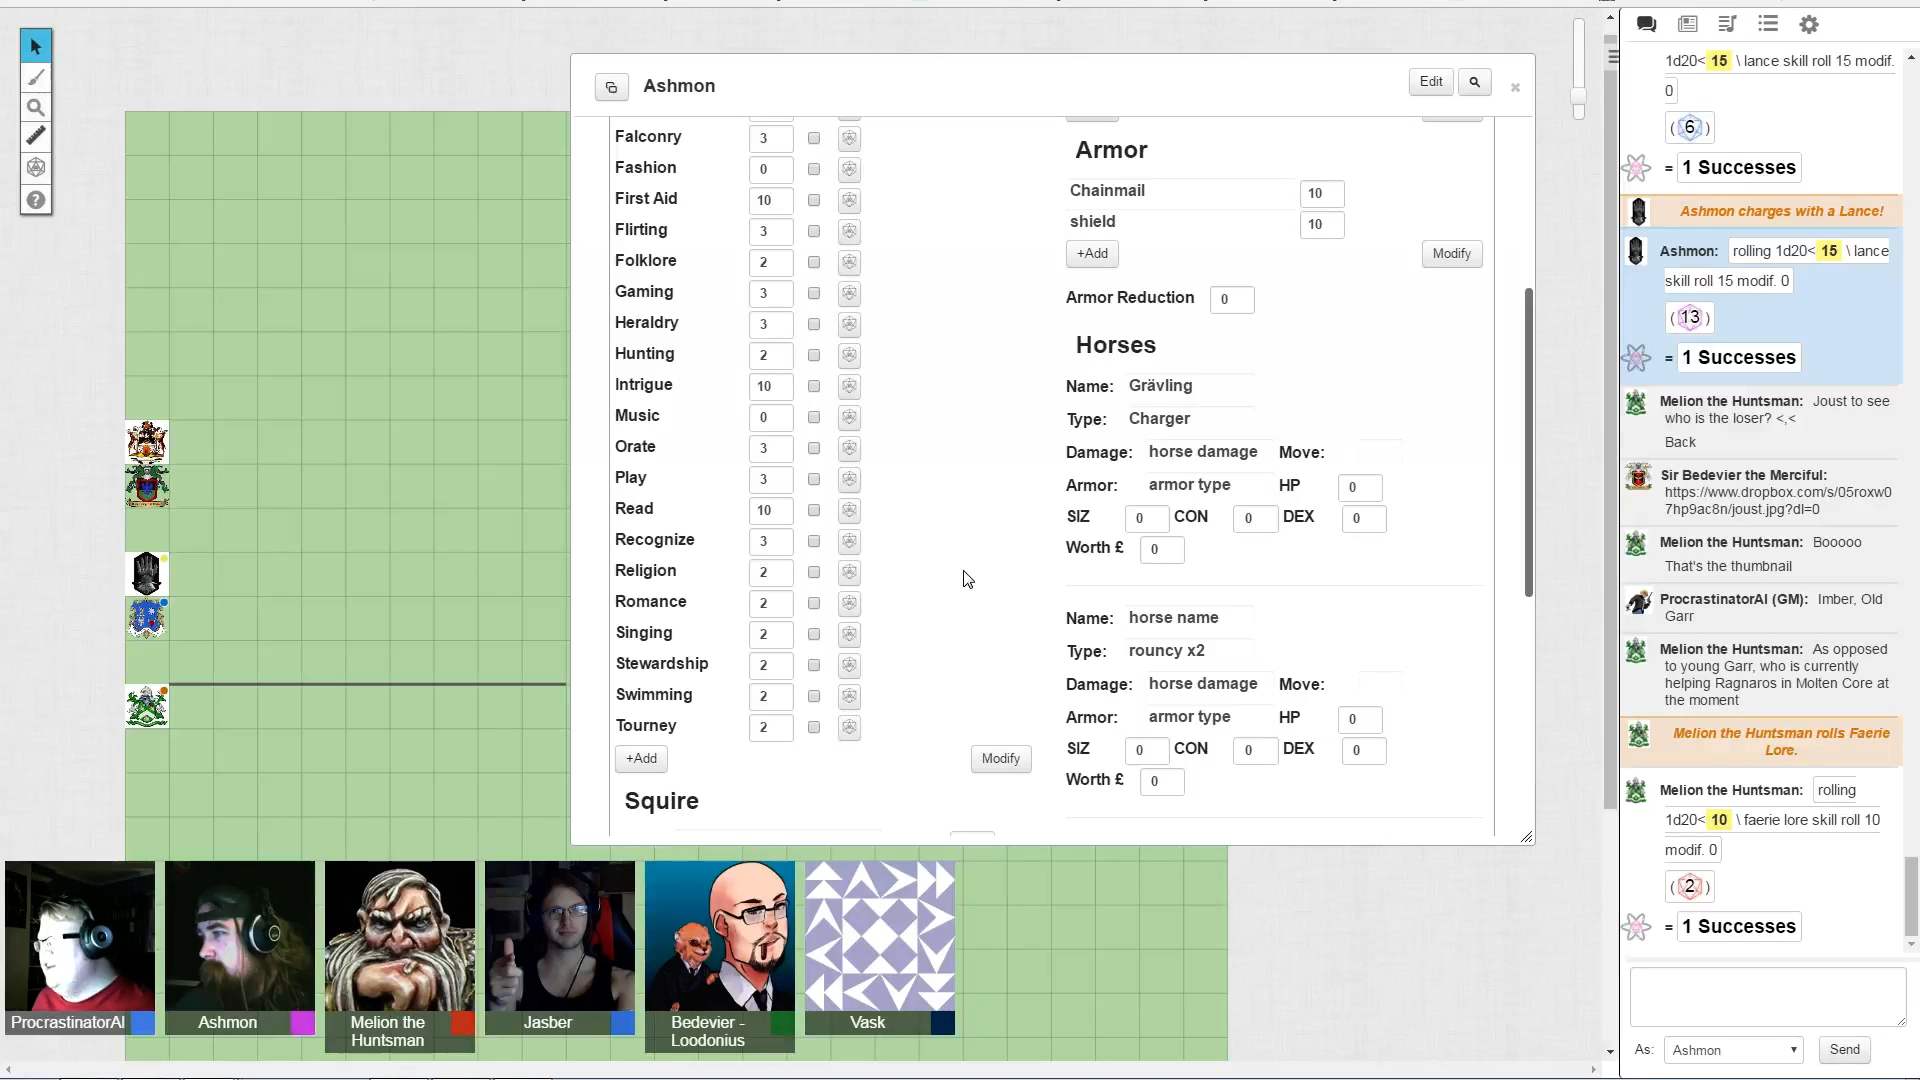 Ashmon
Edit
Falconry 3
Fashion 0
First Aid 10
Flirting 3
Folklore 2
Gaming 3
Heraldry 3
Hunting 2
Intrigue 10
Music 0
Orate 3
Play 3
Read 10
Recognize 3
Religion 2
Romance 2
Singing 2
Stewardship 2
Swimming 2
Tourney 2
+Add Modify
Squire
Armor
Chainmail 10
shield 10
+Add Modify
Armor Reduction 0
Horses
Name: Grävling
Type: Charger
Damage: horse damage Move:
Armor: armor type HP 0
SIZ 0 CON 0 DEX 0
Worth £ 0
Name: horse name
Type: rouncy x2
Damage: horse damage Move:
Armor: armor type HP 0
SIZ 0 CON 0 DEX 0
Worth £ 0
ProcrastinatorAI
Ashmon
Melion the
Huntsman
Jasber
Bedevier -
Loodonius
Vask
1d20< 15 \ lance skill roll 15 modif.
0
( 6 )
= 1 Successes
Ashmon charges with a Lance!
Ashmon: rolling 1d20< 15 \ lance
skill roll 15 modif. 0
( 13 )
= 1 Successes
Melion the Huntsman: Joust to see
who is the loser? <,<
Back
Sir Bedevier the Merciful:
https://www.dropbox.com/s/05roxw0
7hp9ac8n/joust.jpg?dl=0
Melion the Huntsman: Booooo
That's the thumbnail
ProcrastinatorAI (GM): Imber, Old
Garr
Melion the Huntsman: As opposed
to young Garr, who is currently
helping Ragnaros in Molten Core at
the moment
Melion the Huntsman rolls Faerie
Lore.
Melion the Huntsman: rolling
1d20< 10 \ faerie lore skill roll 10
modif. 0
( 2 )
= 1 Successes
As: Ashmon Send